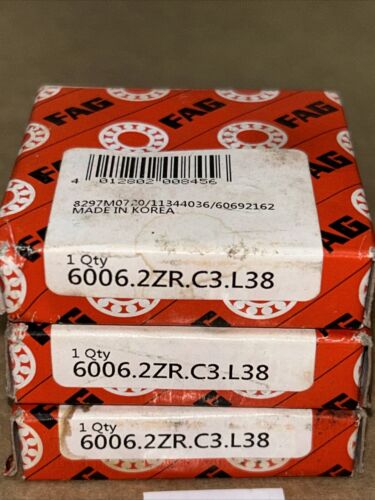 FAG
FAG
4 012802 008456
8297M0720/11344036/60692162
MADE IN KOREA
1 Qty
6006.2ZR.C3.L38
1 Qty
6006.2ZR.C3.L38
1 Qty
6006.2ZR.C3.L38